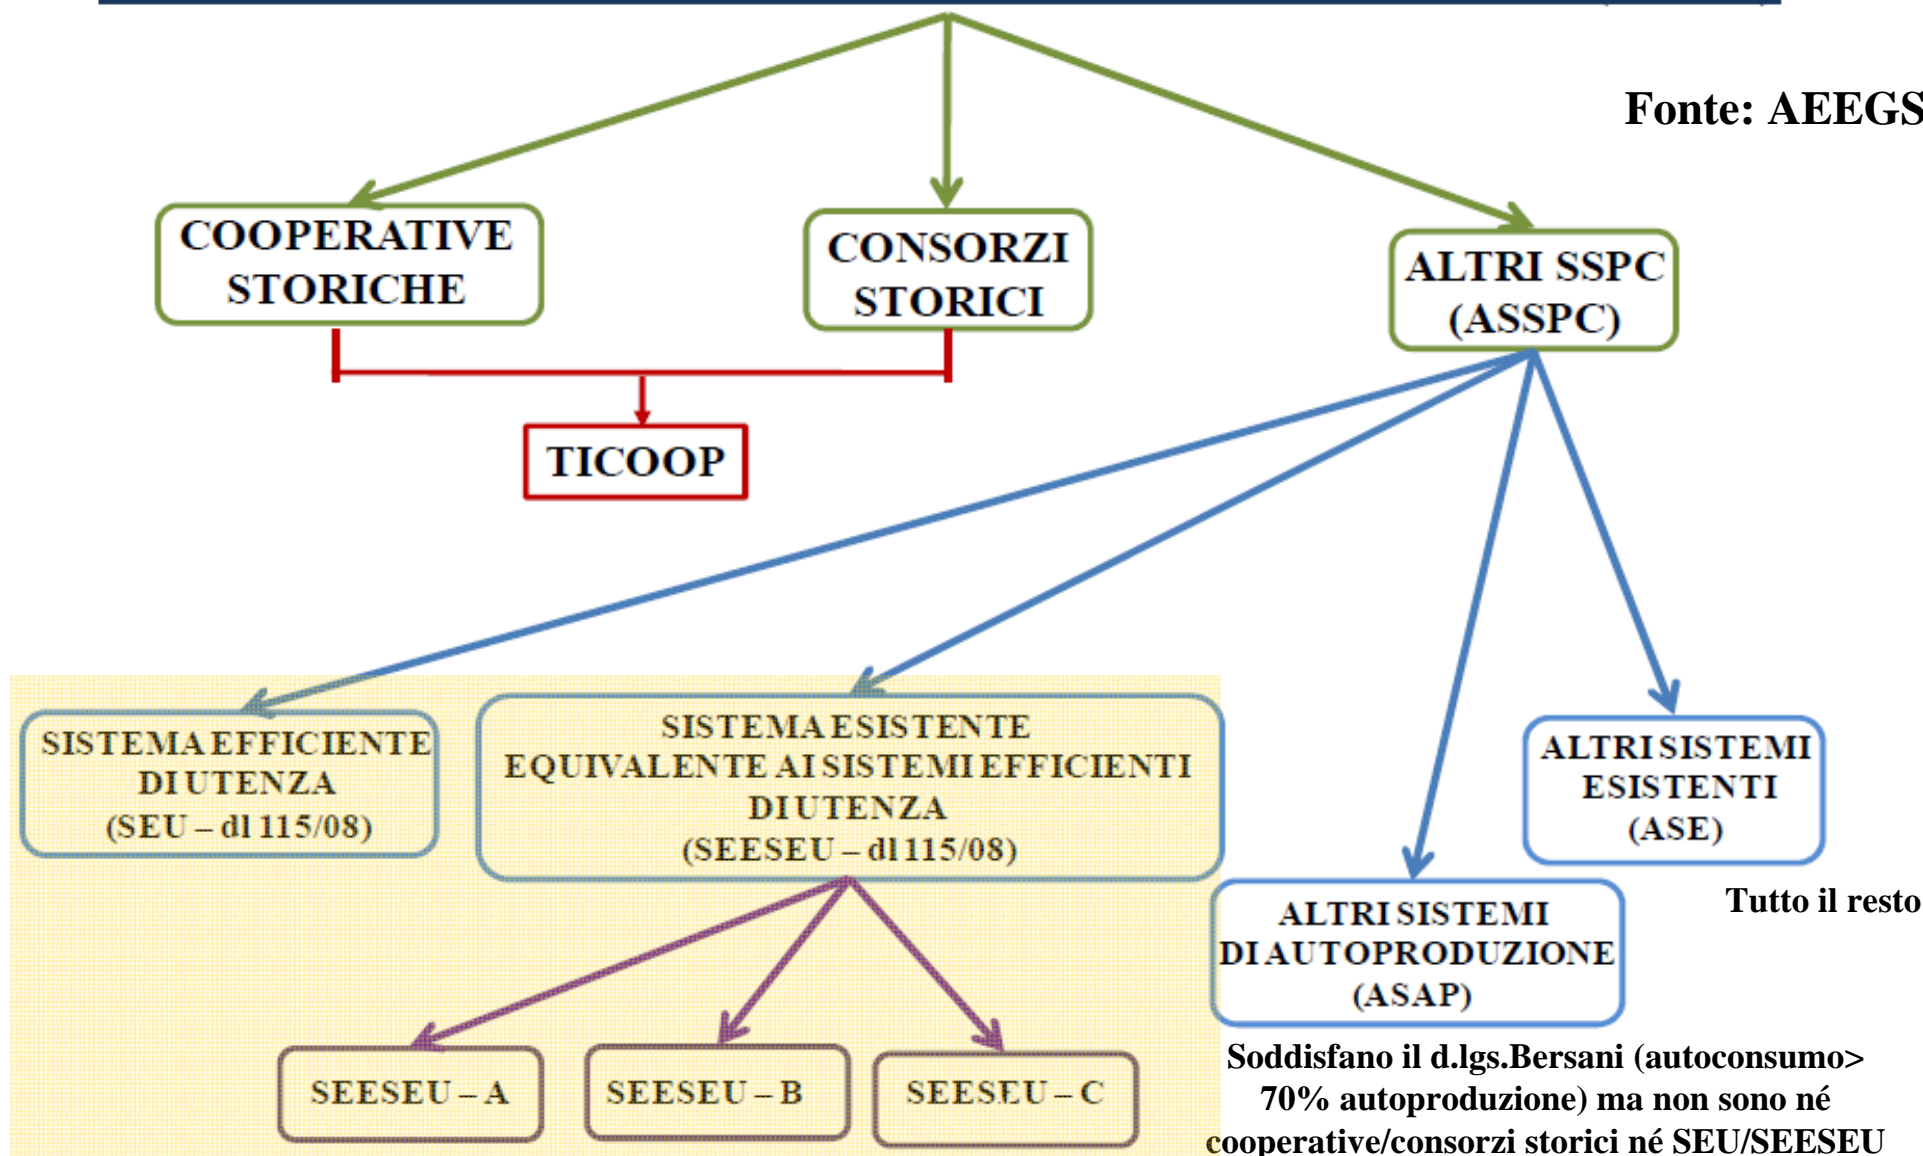 Fonte: AEEGS
COOPERATIVE
STORICHE
CONSORZI
STORICI
ALTRI SSPC
(ASSPC)
TICOOP
SISTEMA EFFICIENTE
DI UTENZA
(SEU – dl 115/08)
SISTEMA ESISTENTE
EQUIVALENTE AI SISTEMI EFFICIENTI
DI UTENZA
(SEESEU – dl 115/08)
ALTRI SISTEMI
ESISTENTI
(ASE)
Tutto il resto
ALTRI SISTEMI
DI AUTOPRODUZIONE
(ASAP)
Soddisfano il d.lgs.Bersani (autoconsumo>
70% autoproduzione) ma non sono né
cooperative/consorzi storici né SEU/SEESEU
SEESEU – A
SEESEU – B
SEESEU – C